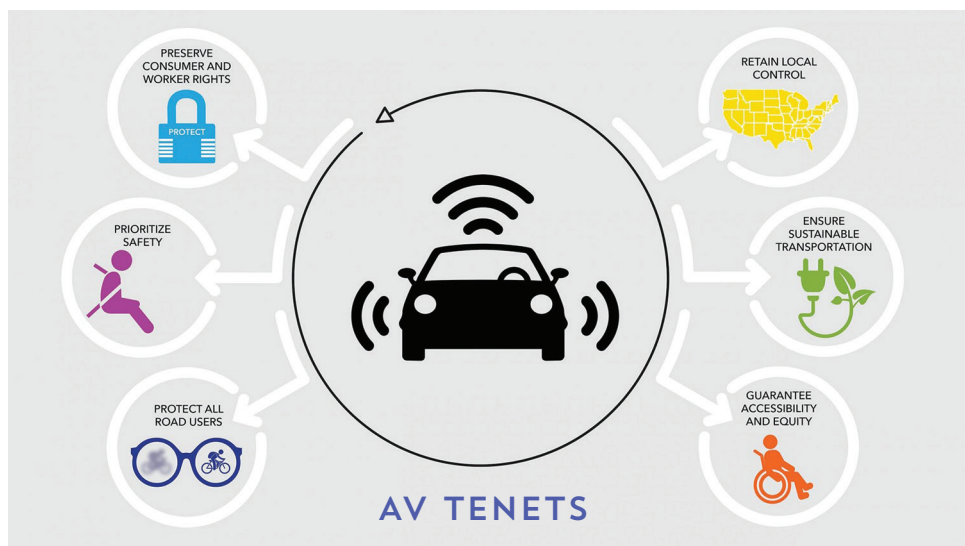 PRESERVE
CONSUMER AND
WORKER RIGHTS
PROTECT
PRIORITIZE
SAFETY
PROTECT ALL
ROAD USERS
RETAIN LOCAL
CONTROL
ENSURE
SUSTAINABLE
TRANSPORTATION
GUARANTEE
ACCESSIBILITY
AND EQUITY
AV TENETS